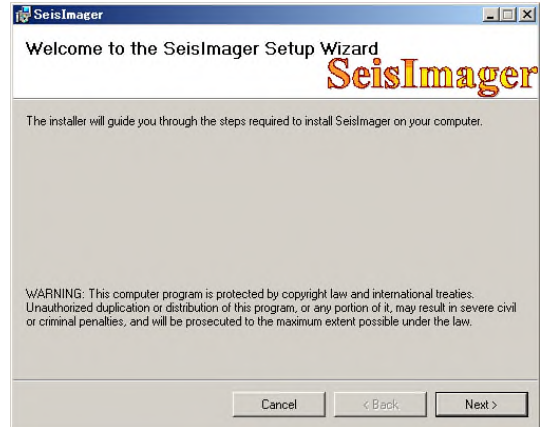 SeisImager
Welcome to the SeisImager Setup Wizard
SeisImager
The installer will guide you through the steps required to install SeisImager on your computer.
WARNING: This computer program is protected by copyright law and international treaties.
Unauthorized duplication or distribution of this program, or any portion of it, may result in severe civil
or criminal penalties, and will be prosecuted to the maximum extent possible under the law.
Cancel
< Back
Next >